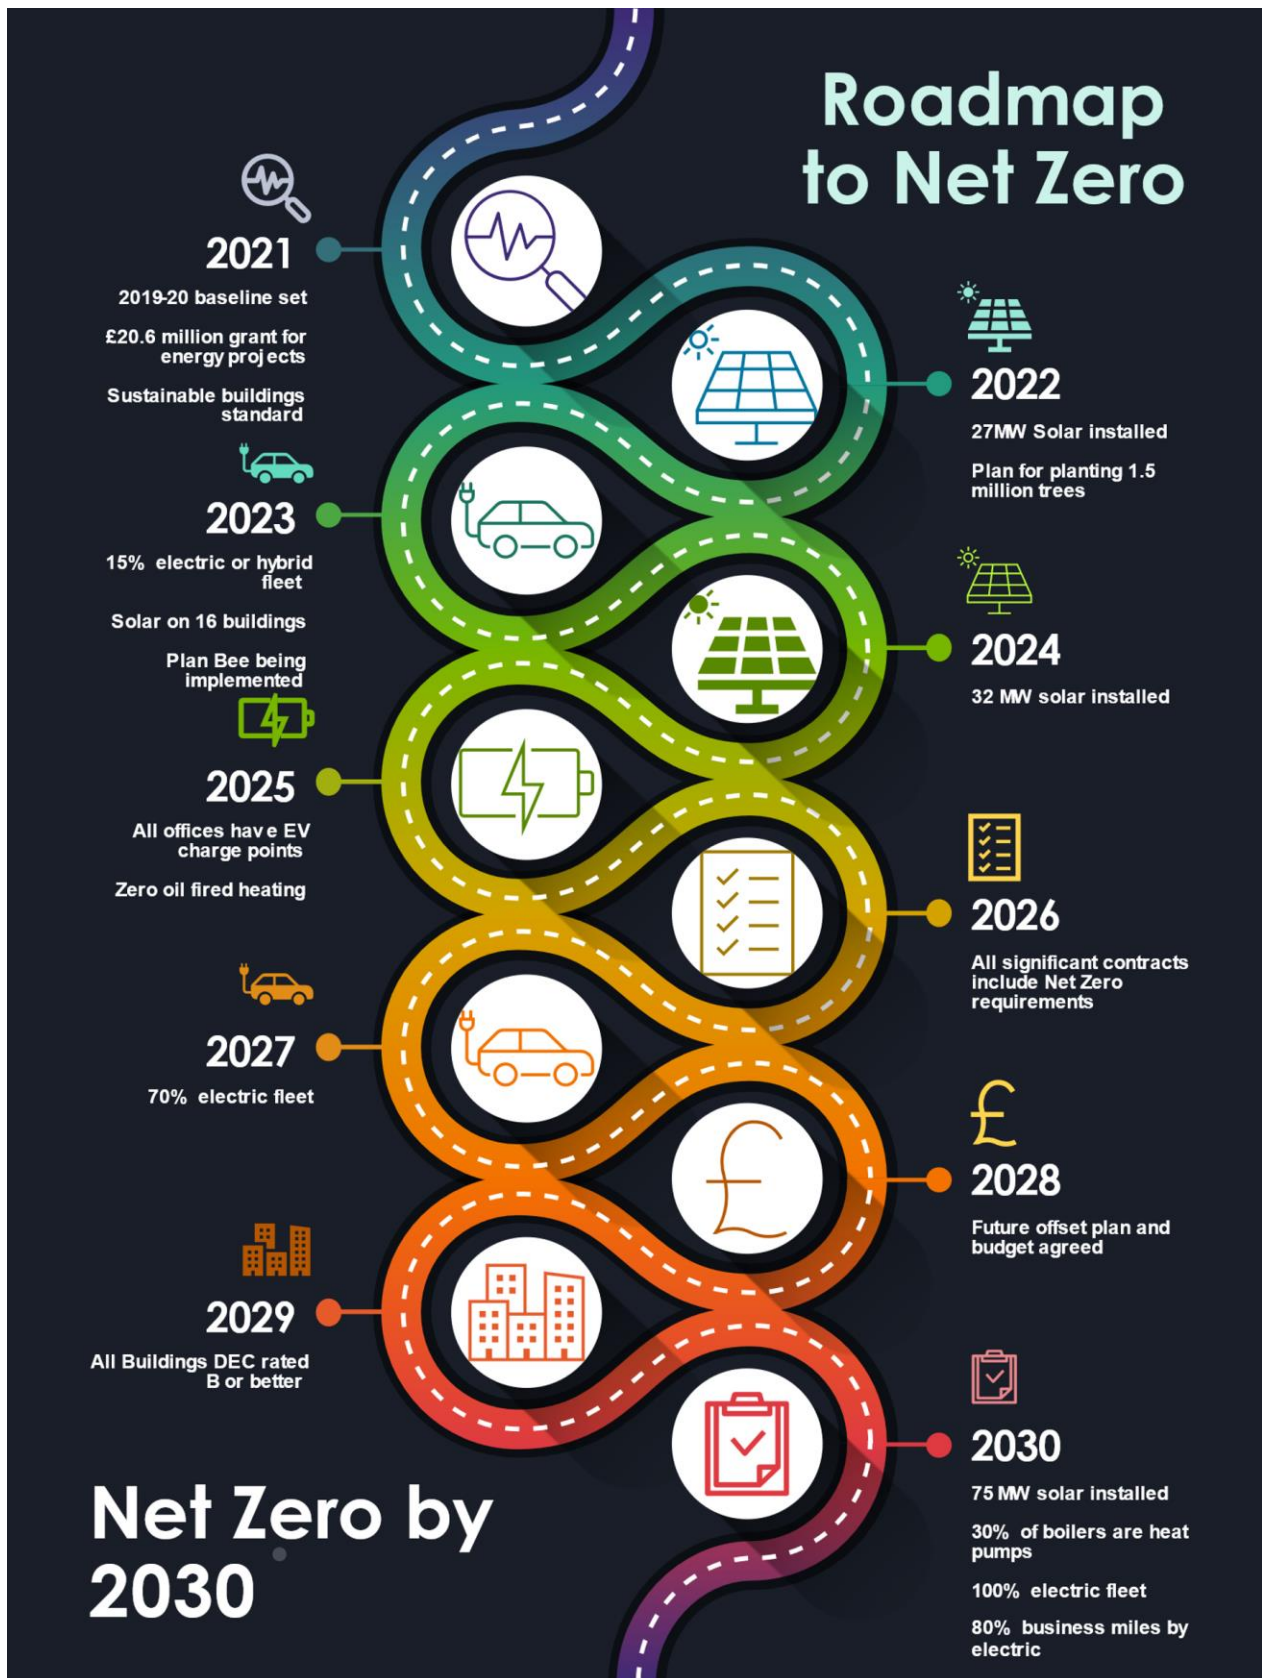 Roadmap
to Net Zero
2021
2019-20 baseline set
£20.6 million grant for
energy projects
Sustainable buildings
standard
2022
27MW Solar installed
Plan for planting 1.5
million trees
2023
15% electric or hybrid
fleet
Solar on 16 buildings
Plan Bee being
implemented
2024
32 MW solar installed
2025
All offices have EV
charge points
Zero oil fired heating
2026
All significant contracts
include Net Zero
requirements
2027
70% electric fleet
£
£
2028
Future offset plan and
budget agreed
2029
All Buildings DEC rated
B or better
2030
75 MW solar installed
30% of boilers are heat
pumps
100% electric fleet
80% business miles by
electric
Net Zero by
2030